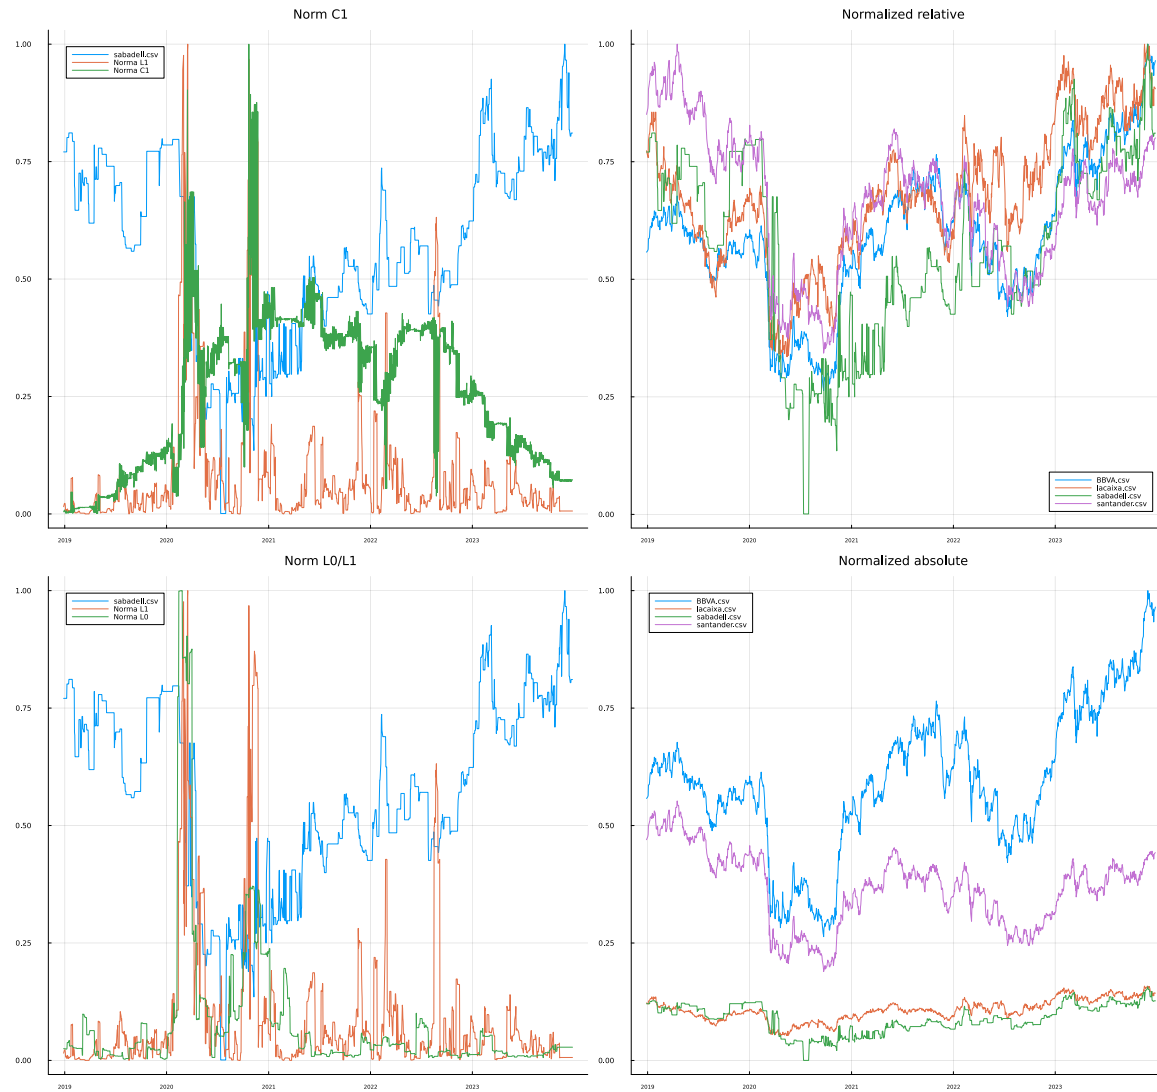 Norm C1
1.00
0.75
0.50
0.25
0.00
2019
2020
2021
2022
2023
sabadell.csv
Norma L1
Norma C1
Normalized relative
1.00
0.75
0.50
0.25
0.00
2019
2020
2021
2022
2023
BBVA.csv
lacaixa.csv
sabadell.csv
santander.csv
Norm L0/L1
1.00
0.75
0.50
0.25
0.00
2019
2020
2021
2022
2023
sabadell.csv
Norma L1
Norma L0
Normalized absolute
1.00
0.75
0.50
0.25
0.00
2019
2020
2021
2022
2023
BBVA.csv
lacaixa.csv
sabadell.csv
santander.csv